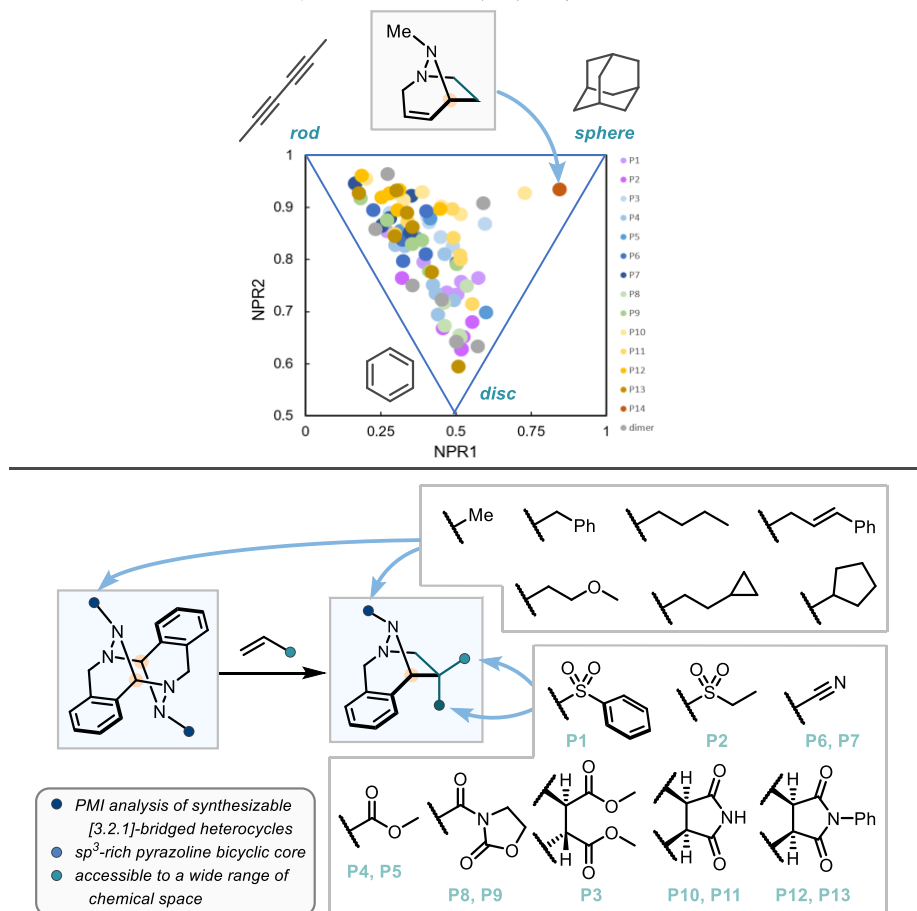 Me
N
N
rod
sphere
1
0.9
0.8
0.7
0.6
0.5
NPR2
0
0.25
0.5
0.75
1
NPR1
disc
P1
P2
P3
P4
P5
P6
P7
P8
P9
P10
P11
P12
P13
P14
dimer
Me
Ph
Ph
O
N
N
N
N
N
N
O O
S
P1
O O
S
P2
N
P6, P7
O
O
P4, P5
O
N
O
O
P8, P9
H
O
O
O
H
O
P3
H
O
NH
H
O
P10, P11
H
O
N Ph
H
O
P12, P13
PMI analysis of synthesizable
[3.2.1]-bridged heterocycles
sp3-rich pyrazoline bicyclic core
accessible to a wide range of
chemical space